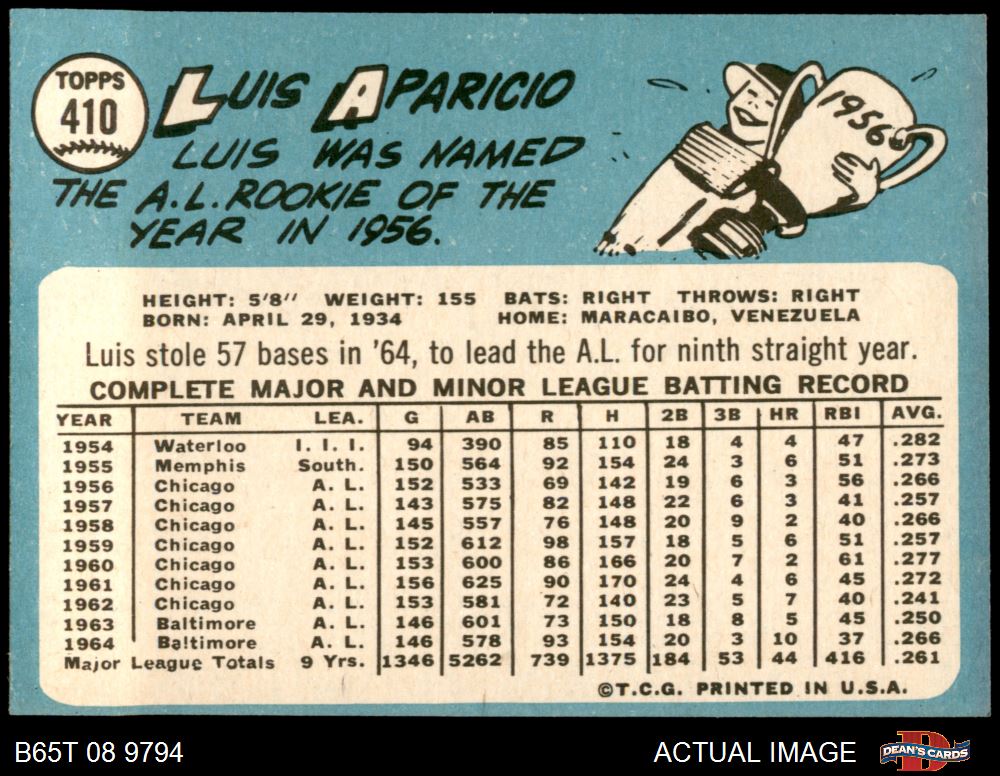 TOPPS
410
LUIS APARICIO
LUIS WAS NAMED
THE A.L. ROOKIE OF THE
YEAR IN 1956.
1956
HEIGHT: 5'8" WEIGHT: 155 BATS: RIGHT THROWS: RIGHT
BORN: APRIL 29, 1934 HOME: MARACAIBO, VENEZUELA
Luis stole 57 bases in '64, to lead the A.L. for ninth straight year.
COMPLETE MAJOR AND MINOR LEAGUE BATTING RECORD
YEAR TEAM LEA. G AB R H 2B 3B HR RBI AVG.
1954 Waterloo I. I. I. 94 390 85 110 18 4 4 47 .282
1955 Memphis South. 150 564 92 154 24 3 6 51 .273
1956 Chicago A. L. 152 533 69 142 19 6 3 56 .266
1957 Chicago A. L. 143 575 82 148 22 6 3 41 .257
1958 Chicago A. L. 145 557 76 148 20 9 2 40 .266
1959 Chicago A. L. 152 612 98 157 18 5 6 51 .257
1960 Chicago A. L. 153 600 86 166 20 7 2 61 .277
1961 Chicago A. L. 156 625 90 170 24 4 6 45 .272
1962 Chicago A. L. 153 581 72 140 23 5 7 40 .241
1963 Baltimore A. L. 146 601 73 150 18 8 5 45 .250
1964 Baltimore A. L. 146 578 93 154 20 3 10 37 .266
Major League Totals 9 Yrs. 1346 5262 739 1375 184 53 44 416 .261
©T.C.G. PRINTED IN U.S.A.
B65T 08 9794 ACTUAL IMAGE DEAN'S CARDS